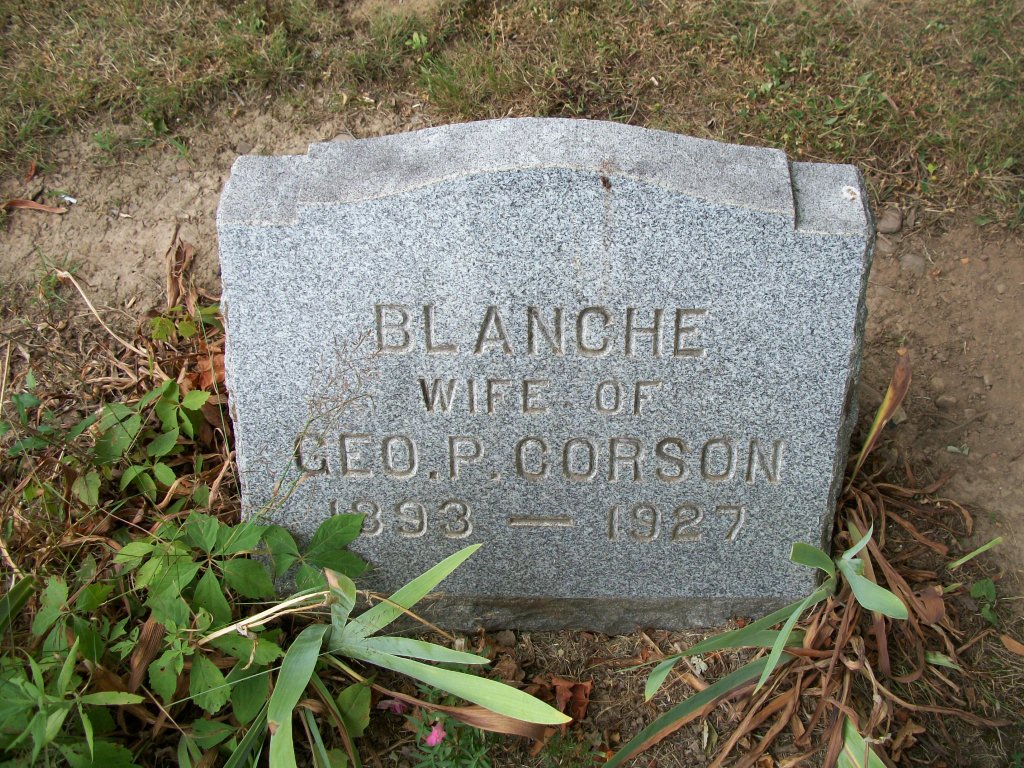 BLANCHE
WIFE OF
GEO. P. CORSON
1893 — 1927